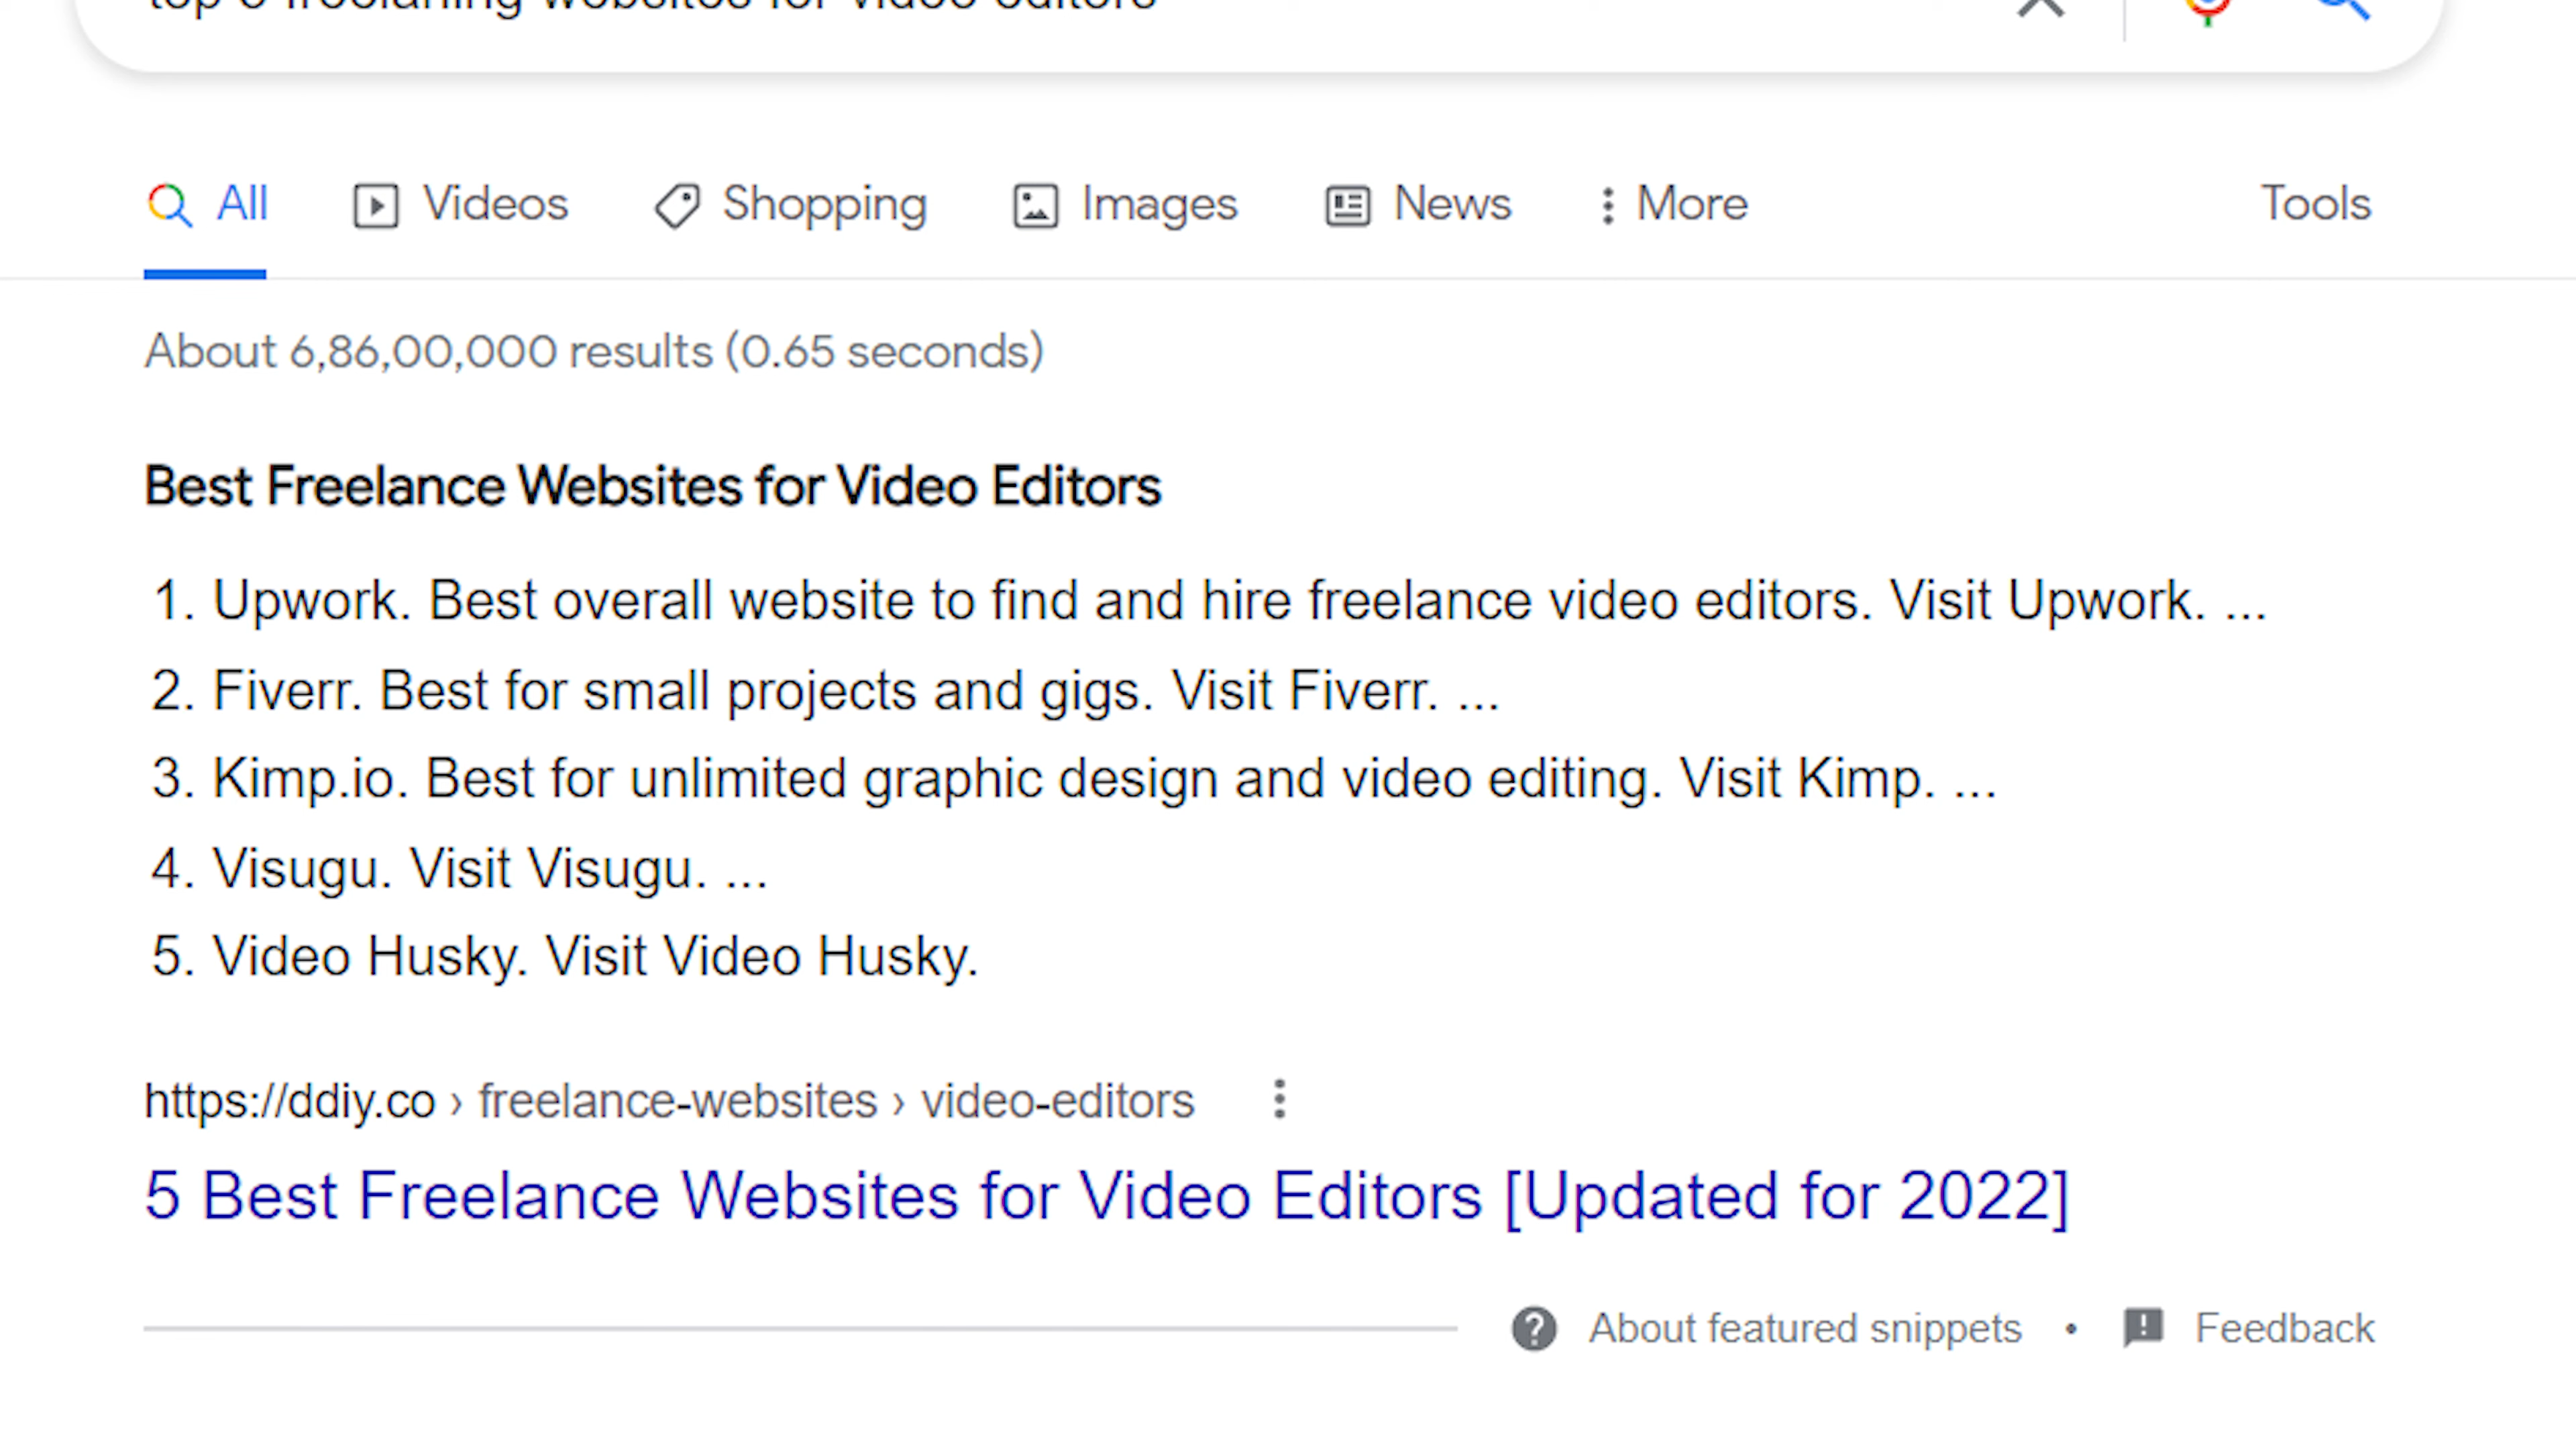 for video editors
All Videos Shopping Images News More Tools
About 6,86,00,000 results (0.65 seconds)
Best Freelance Websites for Video Editors
1. Upwork. Best overall website to find and hire freelance video editors. Visit Upwork. ...
2. Fiverr. Best for small projects and gigs. Visit Fiverr. ...
3. Kimp.io. Best for unlimited graphic design and video editing. Visit Kimp. ...
4. Visugu. Visit Visugu. ...
5. Video Husky. Visit Video Husky.
https://ddiy.co › freelance-websites › video-editors
5 Best Freelance Websites for Video Editors [Updated for 2022]
About featured snippets • Feedback